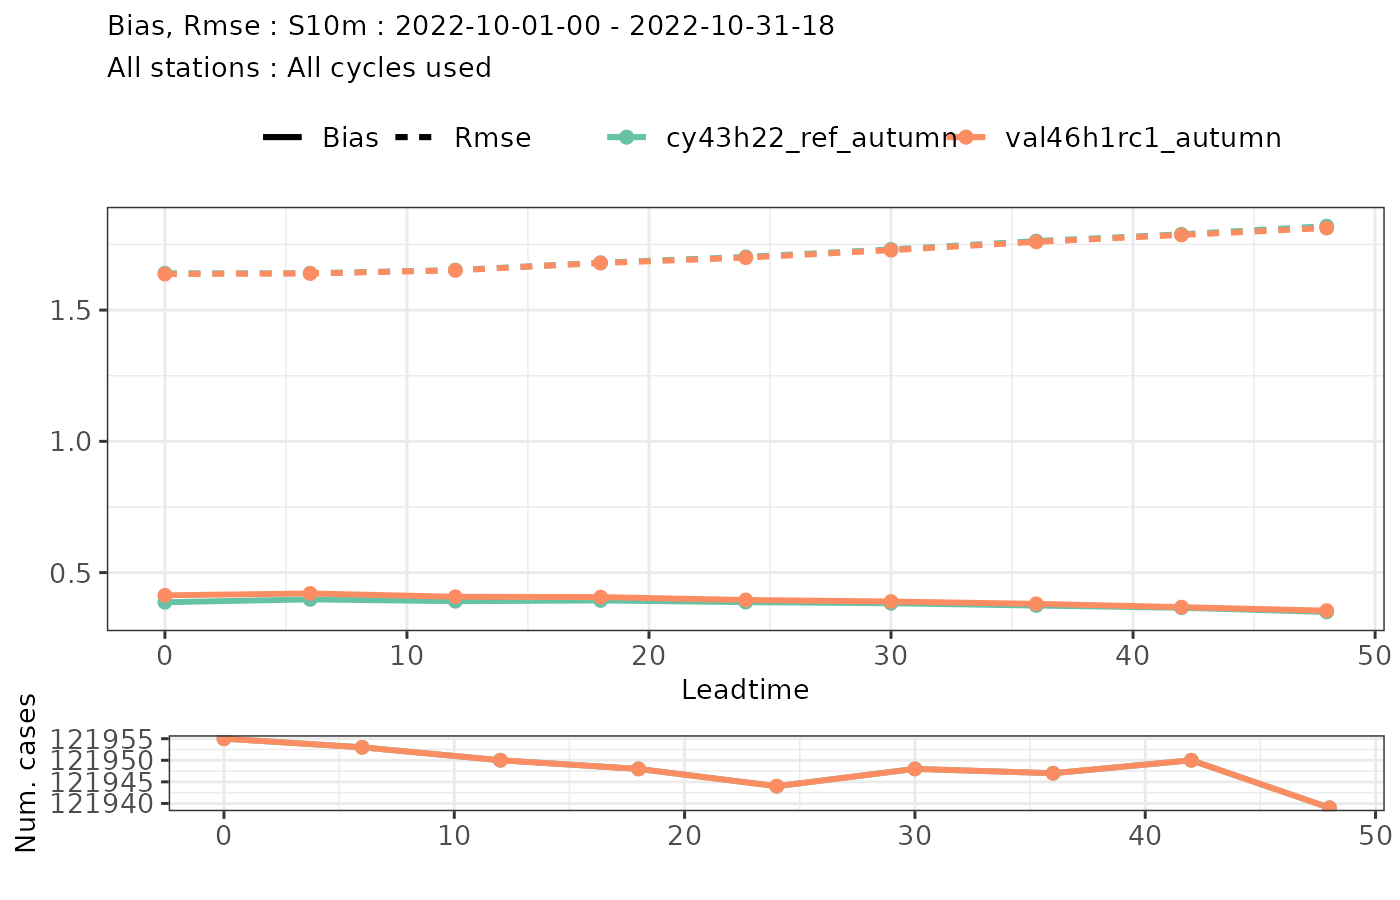 Bias, Rmse : S10m : 2022-10-01-00 - 2022-10-31-18
All stations : All cycles used
Bias Rmse cy43h22_ref_autumn val46h1rc1_autumn
1.5
1.0
0.5
0 10 20 30 40 50
Leadtime
Num. cases
121955
121950
121945
121940
0 10 20 30 40 50